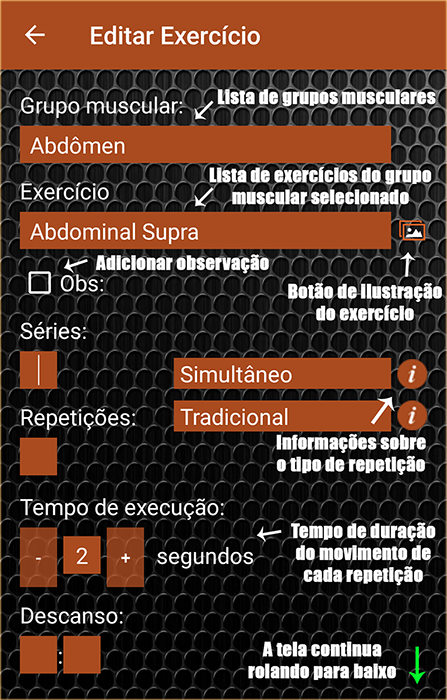 Editar Exercício
Grupo muscular:
Lista de grupos musculares
Abdômen
Lista de exercícios do grupo
muscular selecionado
Exercício
Abdominal Supra
Adicionar observação
Obs:
Botão de Ilustração
do exercício
Séries:
Simultâneo
i
Repetições:
Tradicional
i
Informações sobre
o tipo de repetição
Tempo de execução:
- 2 + segundos
Tempo de duração
do movimento de
cada repetição
Descanso:
:
A tela continua
rolando para baixo